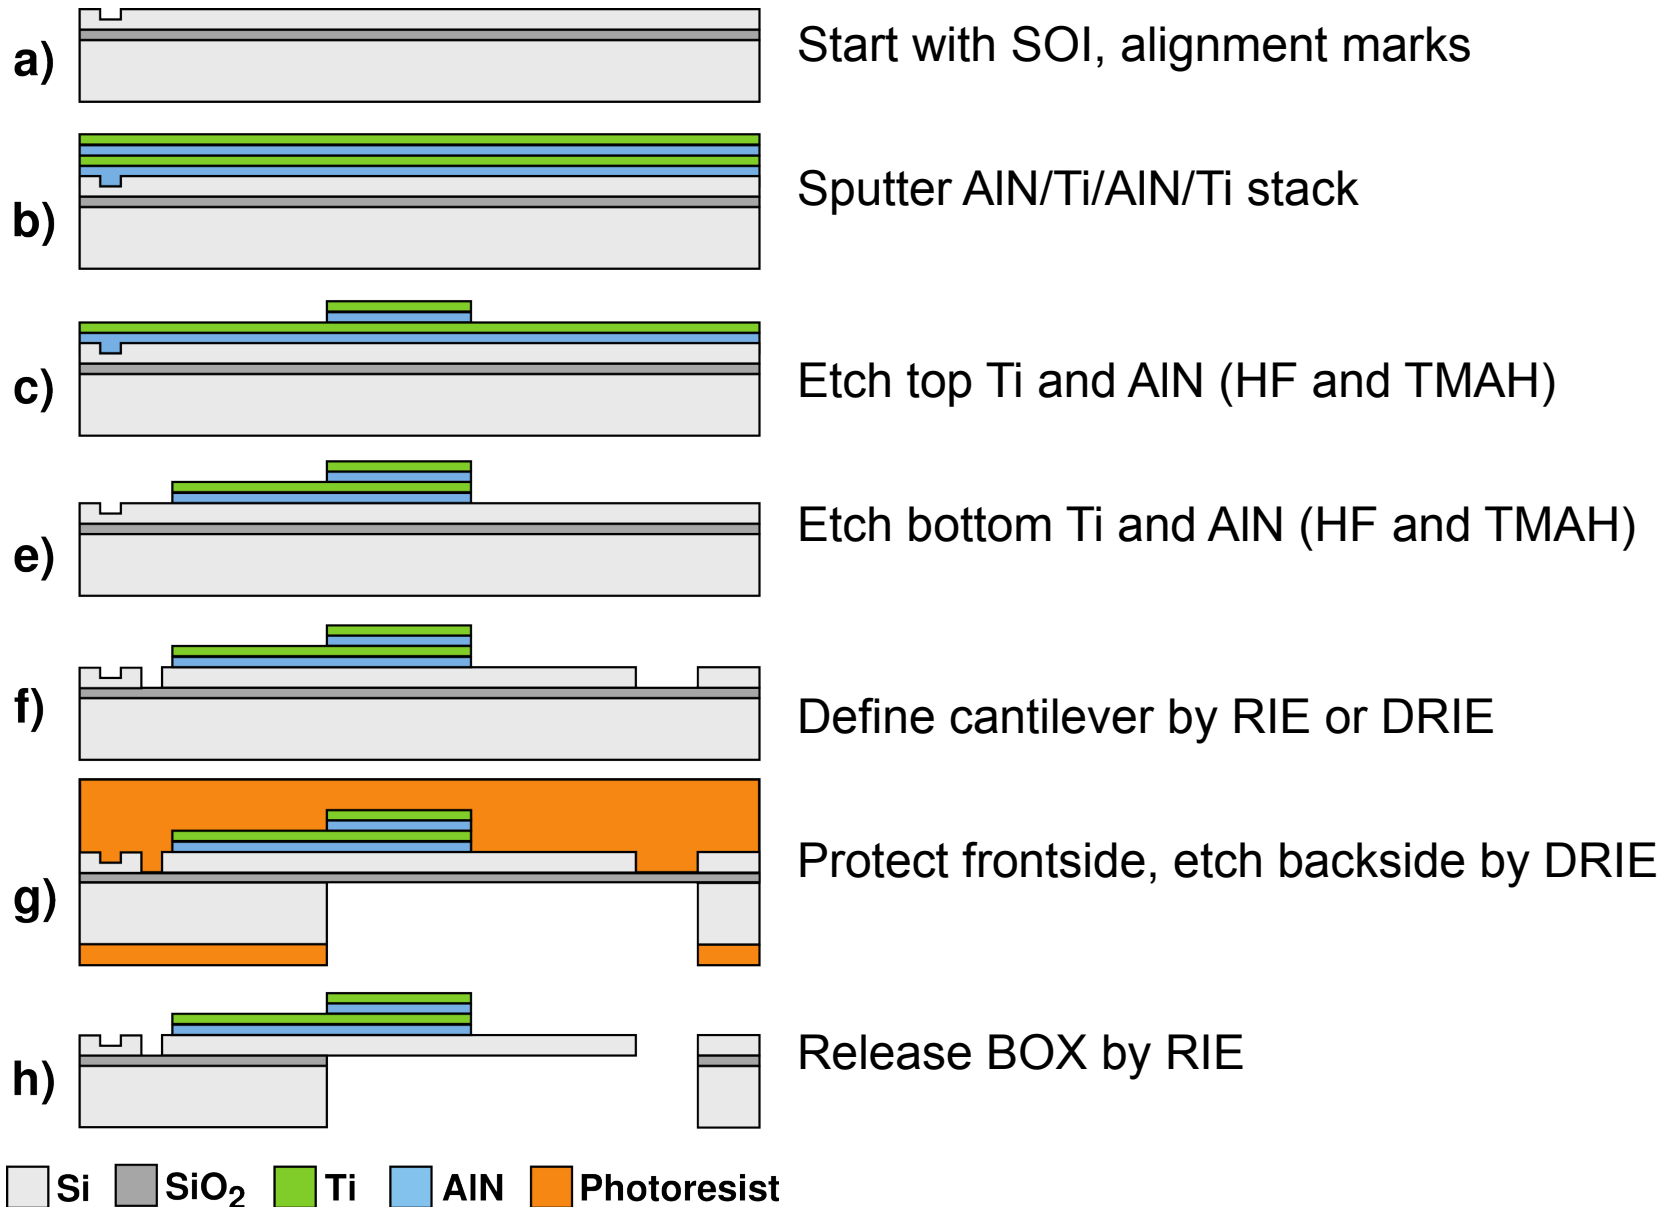 a) Start with SOI, alignment marks
b) Sputter AlN/Ti/AlN/Ti stack
c) Etch top Ti and AlN (HF and TMAH)
e) Etch bottom Ti and AlN (HF and TMAH)
f) Define cantilever by RIE or DRIE
g) Protect frontside, etch backside by DRIE
h) Release BOX by RIE
Si SiO2 Ti AlN Photoresist